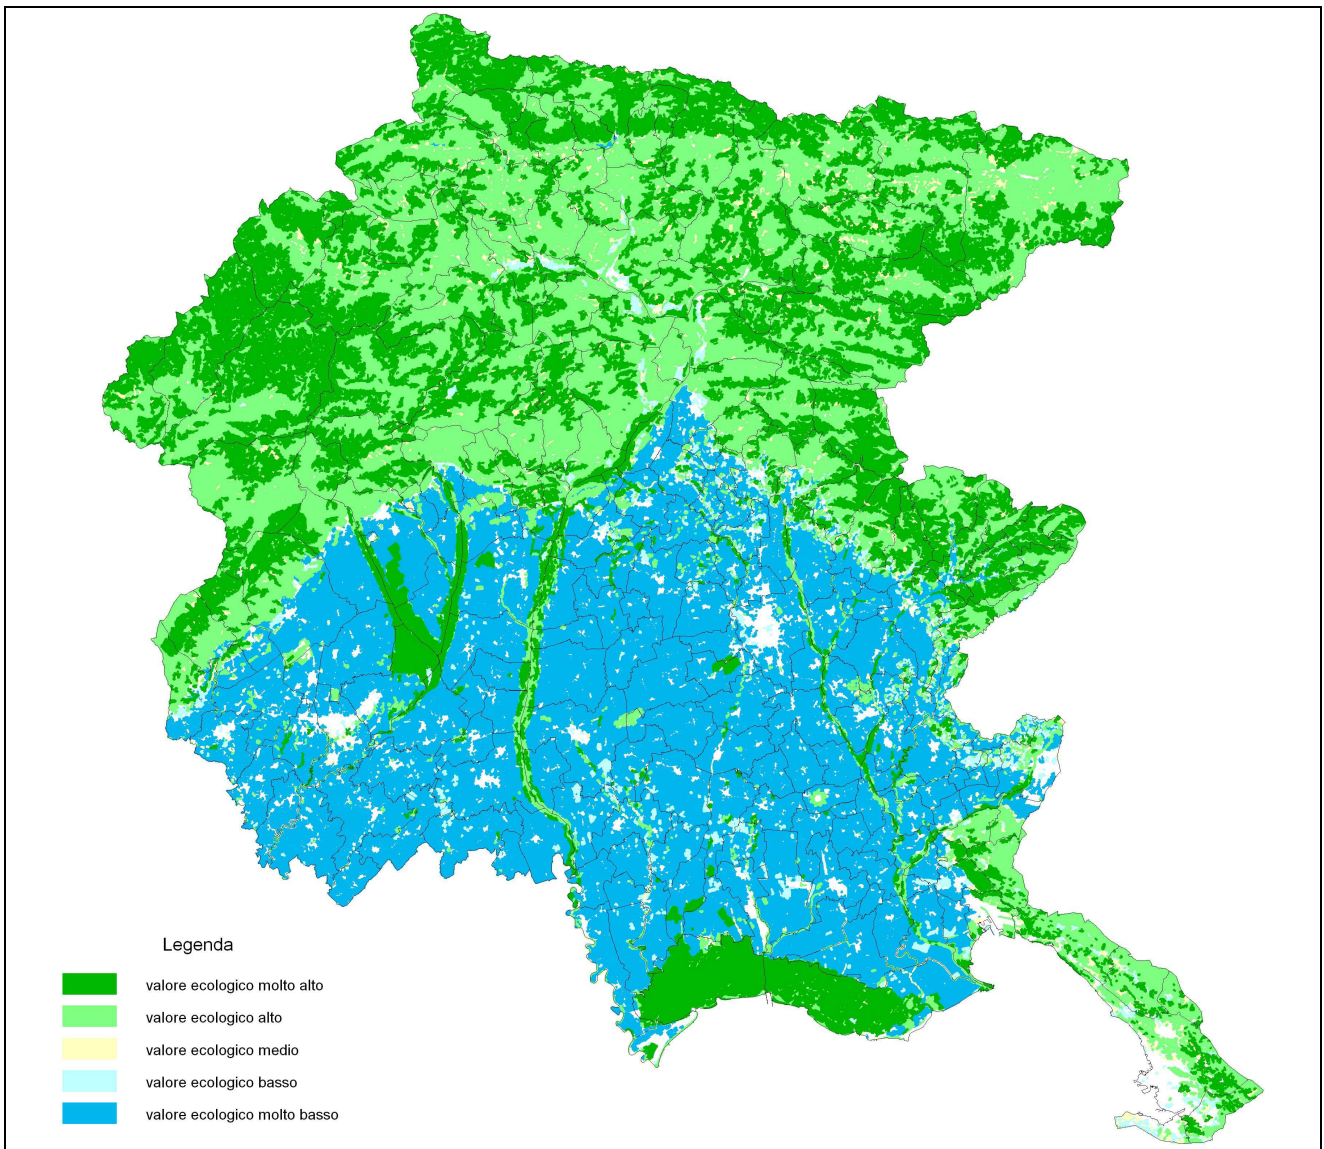 Legenda
valore ecologico molto alto
valore ecologico alto
valore ecologico medio
valore ecologico basso
valore ecologico molto basso